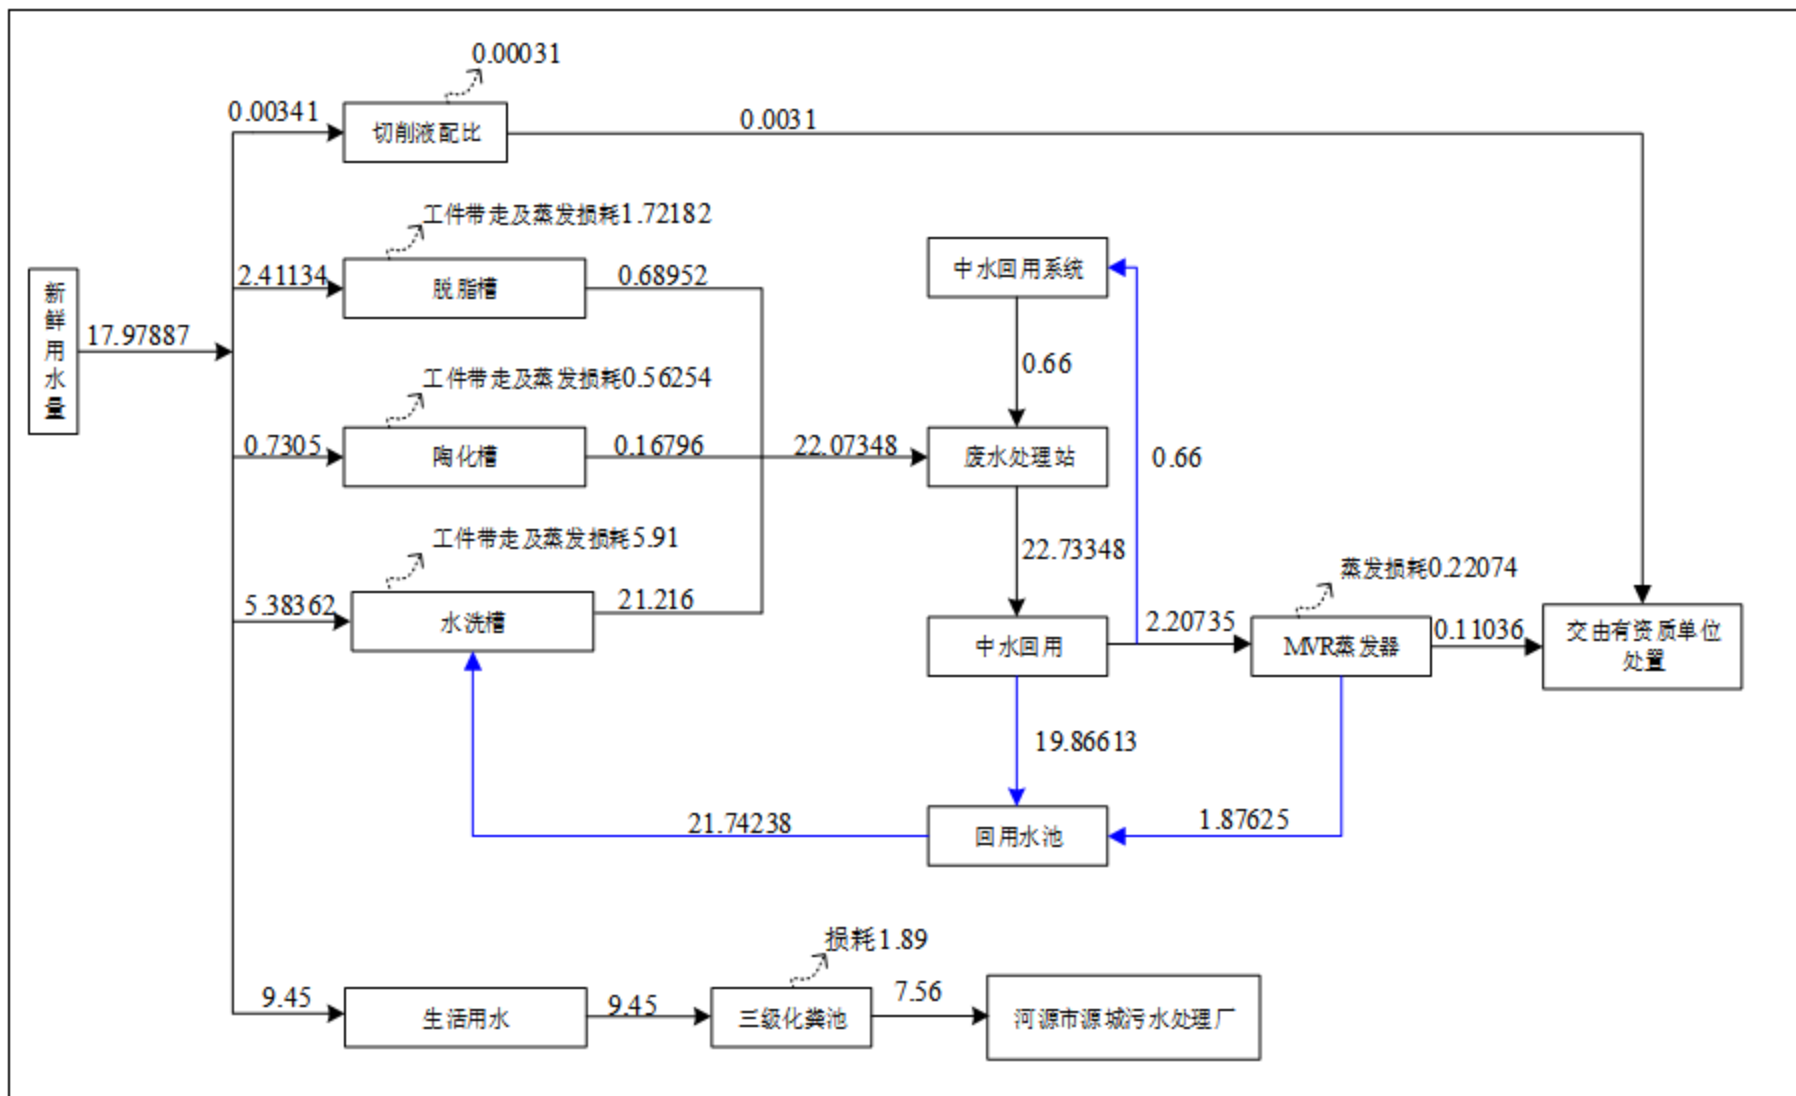 0.00031
0.00341
切削液配比
0.0031
工件带走及蒸发损耗1.72182
2.41134
脱脂槽
0.68952
中水回用系统
新鲜用水量
17.97887
工件带走及蒸发损耗0.56254
0.66
0.7305
陶化槽
0.16796
22.07348
废水处理站
0.66
工件带走及蒸发损耗5.91
22.73348
蒸发损耗0.22074
5.38362
水洗槽
21.216
中水回用
2.20735
MVR蒸发器
0.11036
交由有资质单位
处置
19.86613
21.74238
回用水池
1.87625
损耗1.89
9.45
生活用水
9.45
三级化粪池
7.56
河源市源城污水处理厂